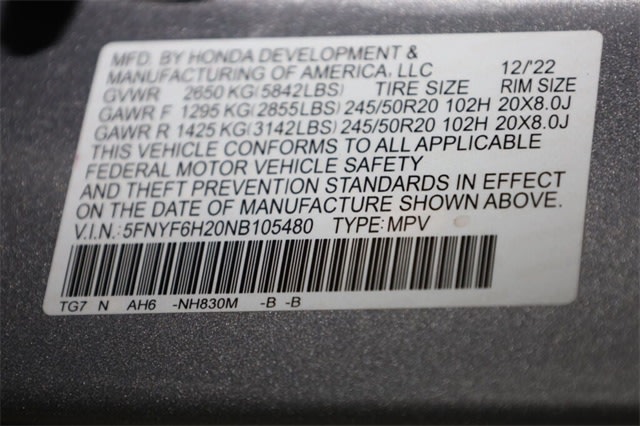 MFD. BY HONDA DEVELOPMENT &
MANUFACTURING OF AMERICA, LLC 12/'22
GVWR 2650 KG(5842LBS) TIRE SIZE RIM SIZE
GAWR F 1295 KG(2855LBS) 245/50R20 102H 20X8.0J
GAWR R 1425 KG(3142LBS) 245/50R20 102H 20X8.0J
THIS VEHICLE CONFORMS TO ALL APPLICABLE
FEDERAL MOTOR VEHICLE SAFETY
AND THEFT PREVENTION STANDARDS IN EFFECT
ON THE DATE OF MANUFACTURE SHOWN ABOVE.
V.I.N.: 5FNYF6H20NB105480 TYPE: MPV
TG7 N AH6 -NH830M -B -B